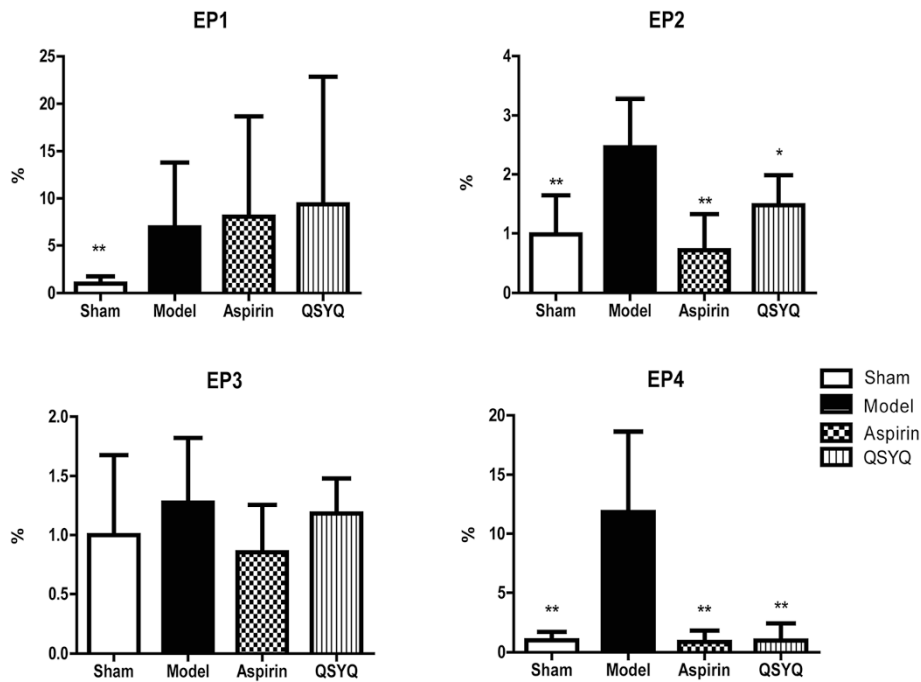 EP1
25
20
15
10
5
0
%
**
Sham Model Aspirin QSYQ
EP2
4
3
2
1
0
%
**
**
*
Sham Model Aspirin QSYQ
EP3
2.0
1.5
1.0
0.5
0.0
%
Sham Model Aspirin QSYQ
EP4
20
15
10
5
0
%
**
**
**
Sham Model Aspirin QSYQ
Sham
Model
Aspirin
QSYQ